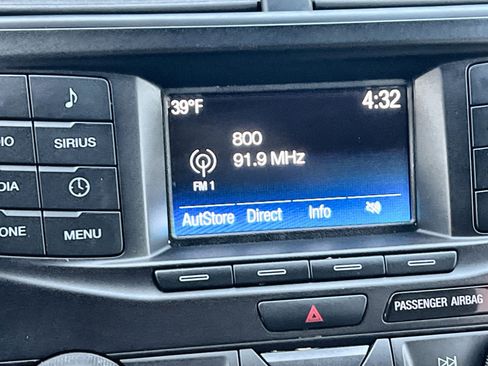 39°F 4:32
800
91.9 MHz
FM 1
AutStore Direct Info
SIRIUS
MENU
PASSENGER AIRBAG